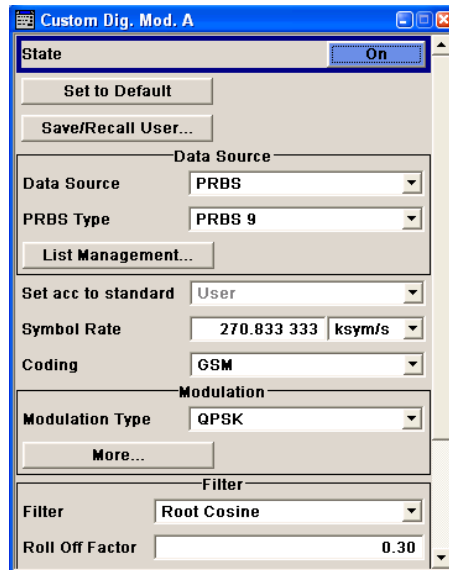 Custom Dig. Mod. A
State On
Set to Default
Save/Recall User...
Data Source
Data Source PRBS
PRBS Type PRBS 9
List Management...
Set acc to standard User
Symbol Rate 270.833 333 ksym/s
Coding GSM
Modulation
Modulation Type QPSK
More...
Filter
Filter Root Cosine
Roll Off Factor 0.30